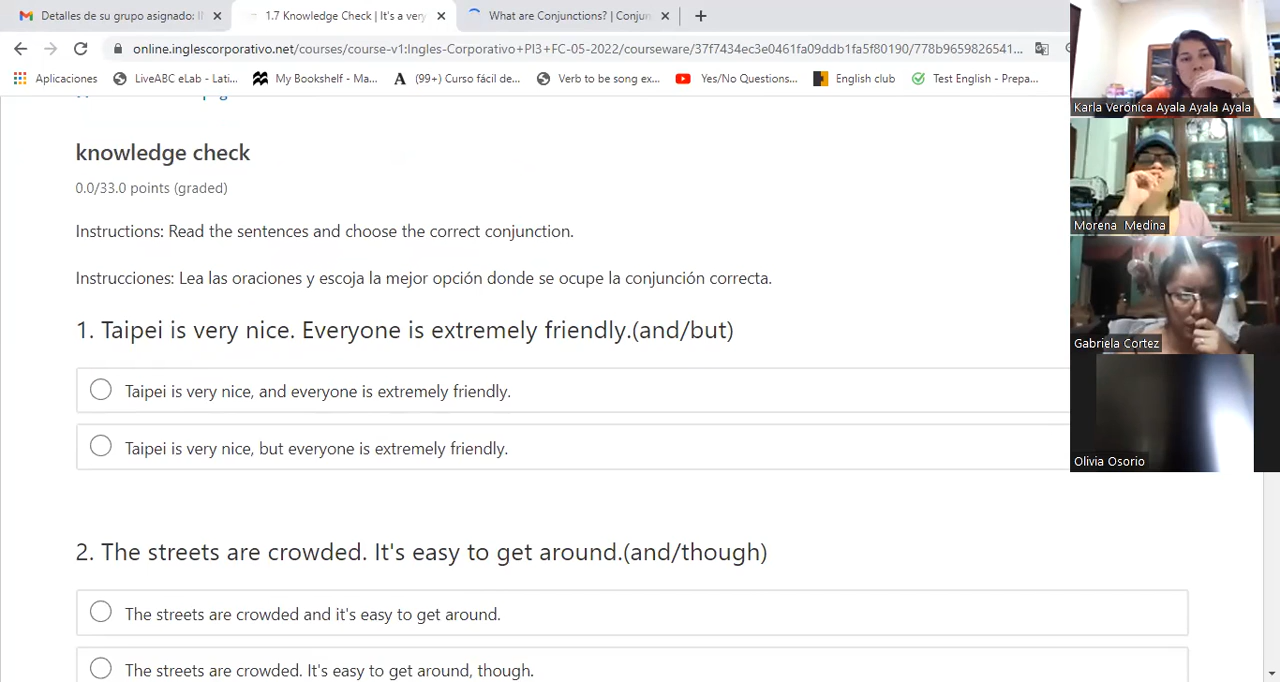 Detalles de su grupo asignado: I
1.7 Knowledge Check | It's a very
What are Conjunctions? | Conjun
online.inglescorporativo.net/courses/course-v1:Ingles-Corporativo+PI3+FC-05-2022/courseware/37f7434ec3e0461fa09ddb1fa5f80190/778b9659826541...
Aplicaciones
LiveABC eLab - Lati...
My Bookshelf - Ma...
(99+) Curso fácil de...
Verb to be song ex...
Yes/No Questions...
English club
Test English - Prepa...
knowledge check
0.0/33.0 points (graded)
Instructions: Read the sentences and choose the correct conjunction.
Instrucciones: Lea las oraciones y escoja la mejor opción donde se ocupe la conjunción correcta.
1. Taipei is very nice. Everyone is extremely friendly.(and/but)
Taipei is very nice, and everyone is extremely friendly.
Taipei is very nice, but everyone is extremely friendly.
2. The streets are crowded. It's easy to get around.(and/though)
The streets are crowded and it's easy to get around.
The streets are crowded. It's easy to get around, though.
Karla Verónica Ayala Ayala Ayala
Morena Medina
Gabriela Cortez
Olivia Osorio